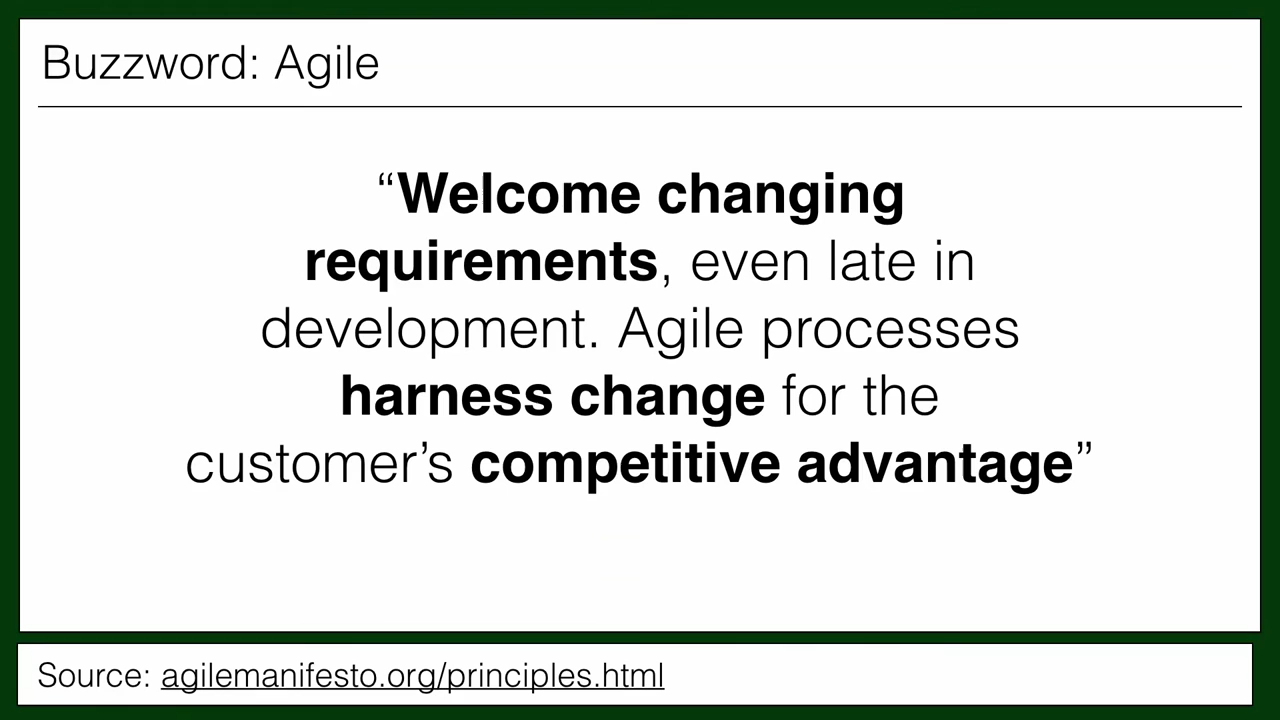 Buzzword: Agile
“Welcome changing
requirements, even late in
development. Agile processes
harness change for the
customer’s competitive advantage”
Source: agilemanifesto.org/principles.html